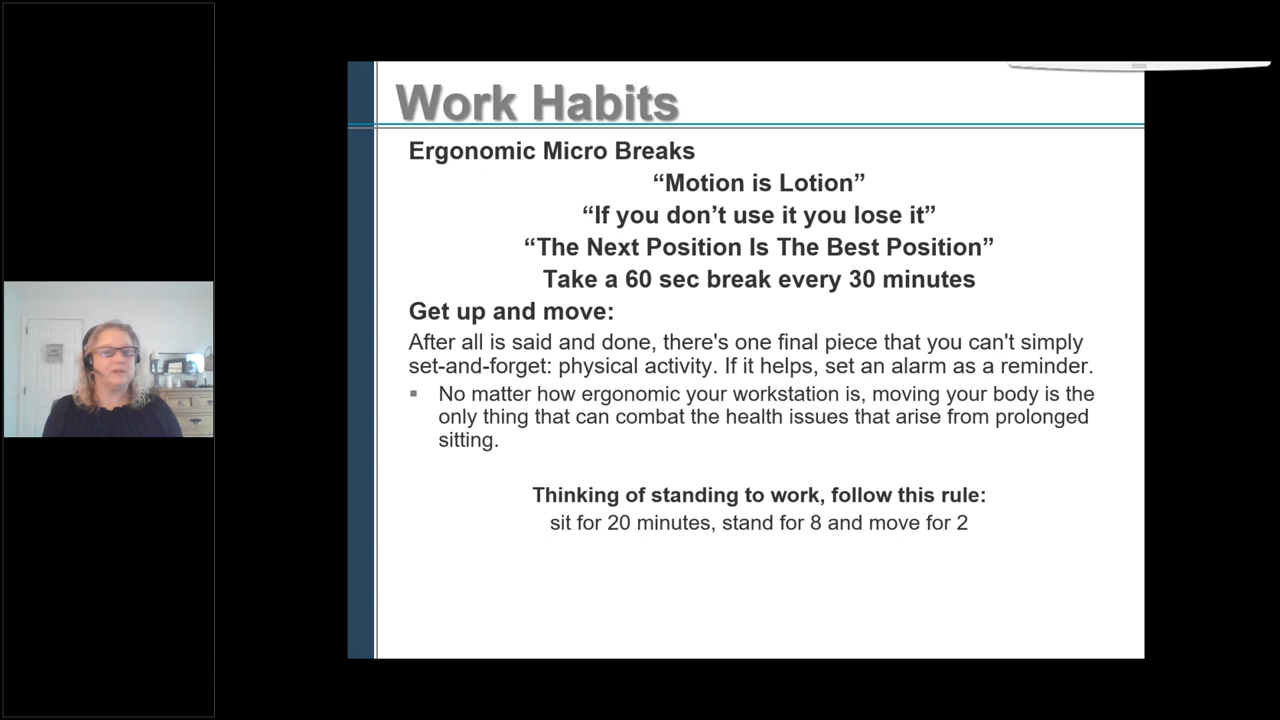 Work Habits
Ergonomic Micro Breaks
“Motion is Lotion”
“If you don’t use it you lose it”
“The Next Position Is The Best Position”
Take a 60 sec break every 30 minutes
Get up and move:
After all is said and done, there's one final piece that you can't simply
set-and-forget: physical activity. If it helps, set an alarm as a reminder.
▪ No matter how ergonomic your workstation is, moving your body is the
only thing that can combat the health issues that arise from prolonged
sitting.
Thinking of standing to work, follow this rule:
sit for 20 minutes, stand for 8 and move for 2